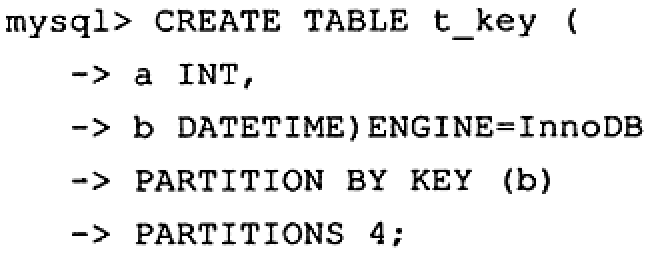 mysql> CREATE TABLE t_key (
-> a INT,
-> b DATETIME)ENGINE=InnoDB
-> PARTITION BY KEY (b)
-> PARTITIONS 4;